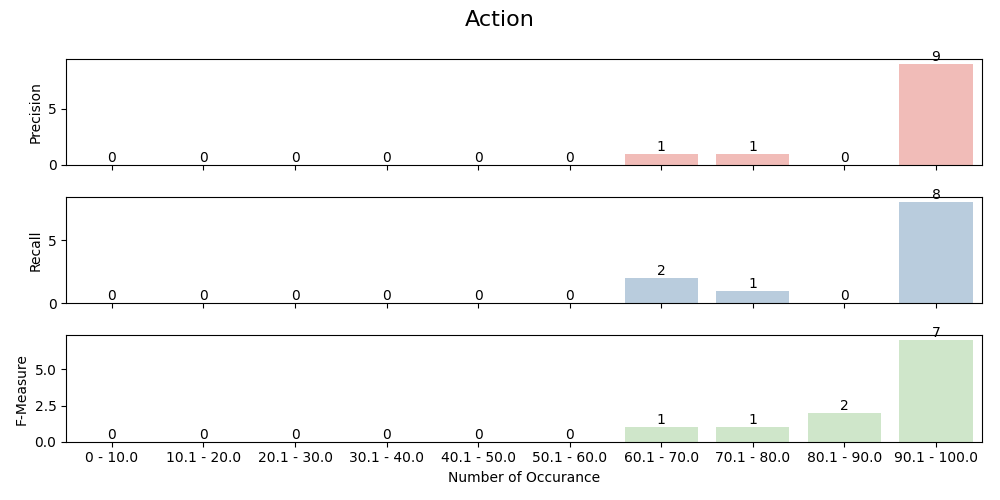 Action
Precision
5
0
0 0 0 0 0 0 1 1 0 9
Recall
5
0
0 0 0 0 0 0 2 1 0 8
F-Measure
5.0
2.5
0.0
0 0 0 0 0 0 1 1 2 7
0 - 10.0 10.1 - 20.0 20.1 - 30.0 30.1 - 40.0 40.1 - 50.0 50.1 - 60.0 60.1 - 70.0 70.1 - 80.0 80.1 - 90.0 90.1 - 100.0
Number of Occurance